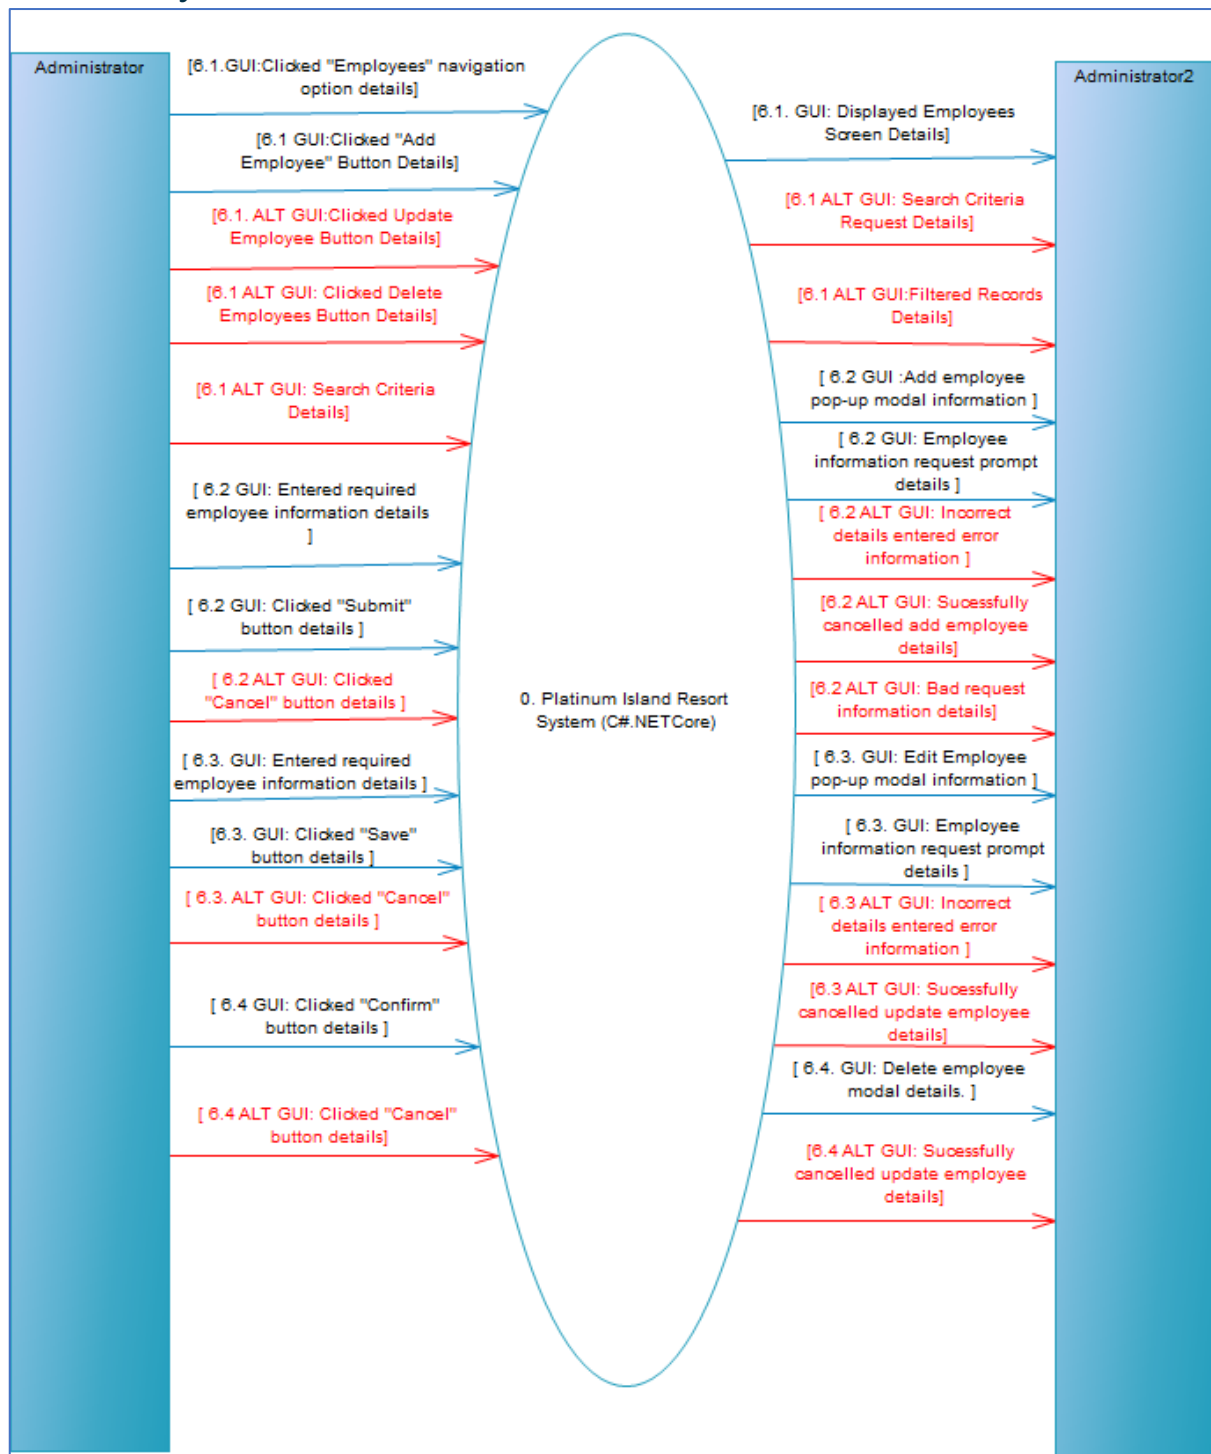 Administrator
[6.1.GUI:Clicked "Employees" navigation
option details]
[6.1 GUI:Clicked "Add
Employee" Button Details]
[6.1. ALT GUI:Clicked Update
Employee Button Details]
[6.1 ALT GUI: Clicked Delete
Employees Button Details]
[6.1 ALT GUI: Search Criteria
Details]
[ 6.2 GUI: Entered required
employee information details
]
[ 6.2 GUI: Clicked "Submit"
button details ]
[ 6.2 ALT GUI: Clicked
"Cancel" button details ]
[ 6.3. GUI: Entered required
employee information details ]
[6.3. GUI: Clicked "Save"
button details ]
[ 6.3. ALT GUI: Clicked "Cancel"
button details ]
[ 6.4 GUI: Clicked "Confirm"
button details ]
[ 6.4 ALT GUI: Clicked "Cancel"
button details]
0. Platinum Island Resort
System (C#.NETCore)
Administrator2
[6.1. GUI: Displayed Employees
Screen Details]
[6.1 ALT GUI: Search Criteria
Request Details]
[6.1 ALT GUI:Filtered Records
Details]
[ 6.2 GUI :Add employee
pop-up modal information ]
[ 6.2 GUI: Employee
information request prompt
details ]
[ 6.2 ALT GUI: Incorrect
details entered error
information ]
[6.2 ALT GUI: Sucessfully
cancelled add employee
details]
[6.2 ALT GUI: Bad request
information details]
[ 6.3. GUI: Edit Employee
pop-up modal information ]
[ 6.3. GUI: Employee
information request prompt
details ]
[ 6.3 ALT GUI: Incorrect
details entered error
information ]
[6.3 ALT GUI: Sucessfully
cancelled update employee
details]
[ 6.4. GUI: Delete employee
modal details. ]
[6.4 ALT GUI: Sucessfully
cancelled update employee
details]